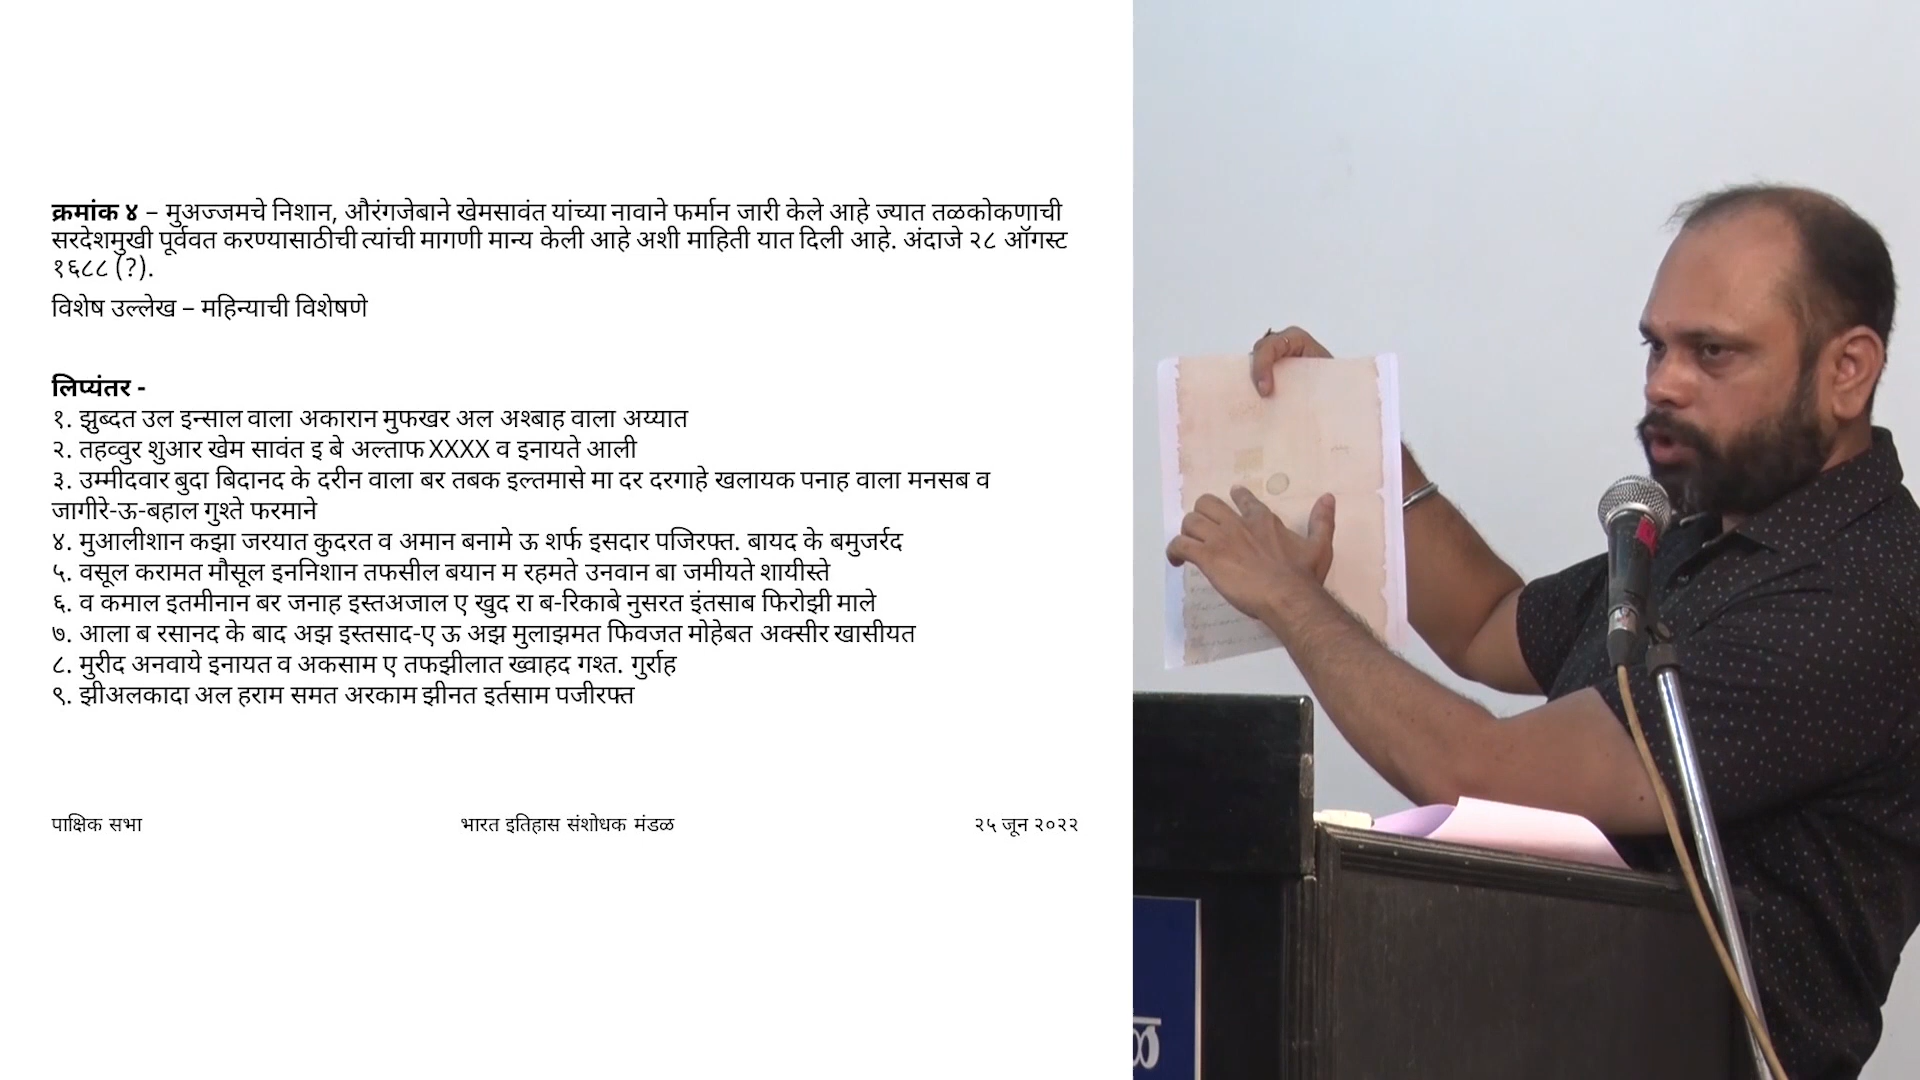 क्रमांक ४ – मुअज्जमचे निशान, औरंगजेबाने खेमसावंत यांच्या नावाने फर्मान जारी केले आहे ज्यात तळकोकणाची
सरदेशमुखी पूर्ववत करण्यासाठीची त्यांची मागणी मान्य केली आहे अशी माहिती यात दिली आहे. अंदाजे २८ ऑगस्ट
१६८८ (?).
विशेष उल्लेख – महिन्याची विशेषणे
लिप्यंतर -
१. झुब्दत उल इन्साल वाला अकारान मुफखर अल अश्बाह वाला अय्यात
२. तहव्वुर शुआर खेम सावंत इ बे अल्ताफ XXXX व इनायते आली
३. उम्मीदवार बुदा बिदानद के दरीन वाला बर तबक इल्तमासे मा दर दरगाहे खलायक पनाह वाला मनसब व
जागीरे-ऊ-बहाल गुश्ते फरमाने
४. मुआलीशान कझा जरयात कुदरत व अमान बनामे ऊ शर्फ इसदार पजिरफ्त. बायद के बमुजर्रद
५. वसूल करामत मौसूल इननिशान तफसील बयान म रहमते उनवान बा जमीयते शायीस्ते
६. व कमाल इतमीनान बर जनाह इस्तअजाल ए खुद रा ब-रिकाबे नुसरत इंतसाब फिरोझी माले
७. आला ब रसानद के बाद अझ इस्तसाद-ए ऊ अझ मुलाझमत फिवजत मोहेबत अक्सीर खासीयत
८. मुरीद अनवाये इनायत व अकसाम ए तफझीलात ख्वाहद गश्त. गुर्राह
९. झीअलकादा अल हराम समत अरकाम झीनत इर्तसाम पजीरफ्त
पाक्षिक सभा भारत इतिहास संशोधक मंडळ २५ जून २०२२